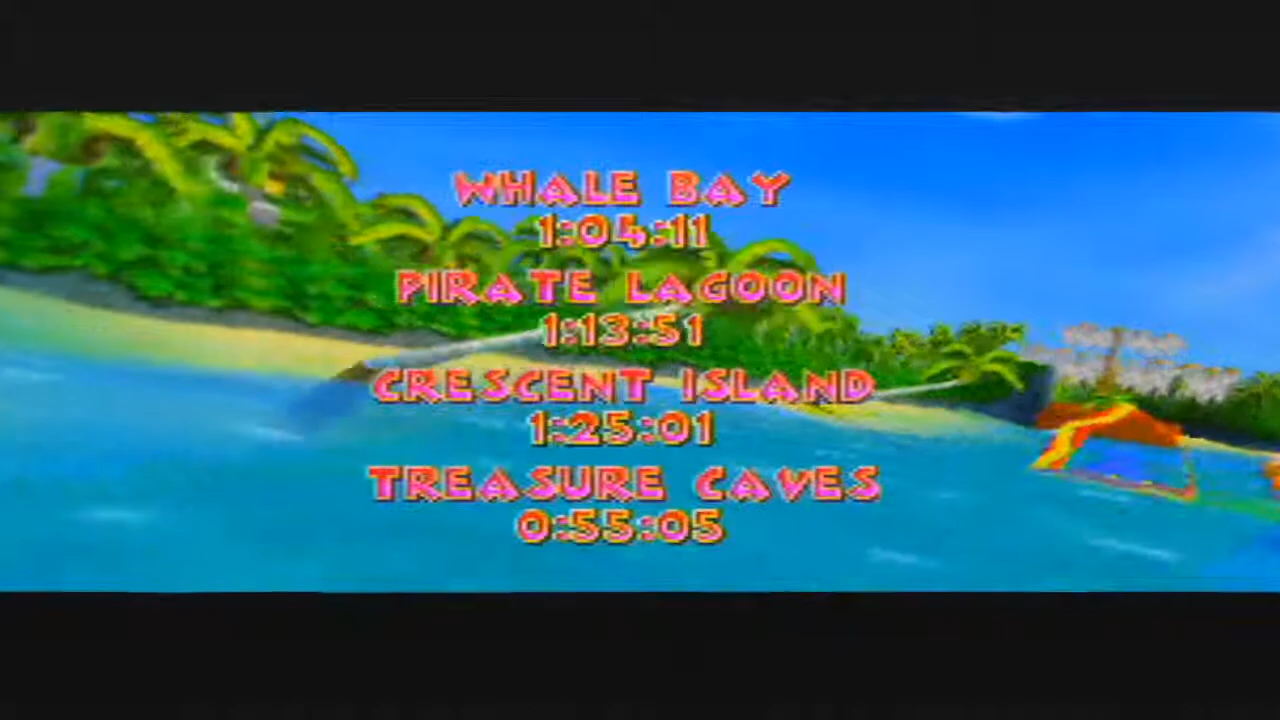 WHALE BAY
1:04:11
PIRATE LAGOON
1:13:51
CRESCENT ISLAND
1:25:01
TREASURE CAVES
0:55:05